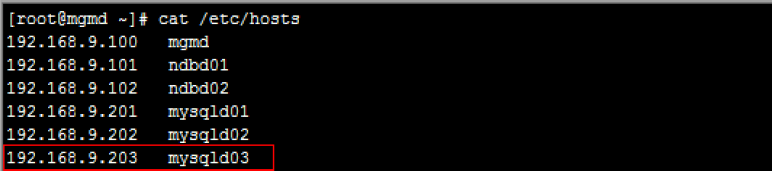 [root@mgmd ~]# cat /etc/hosts
192.168.9.100 mgmd
192.168.9.101 ndbd01
192.168.9.102 ndbd02
192.168.9.201 mysqld01
192.168.9.202 mysqld02
192.168.9.203 mysqld03